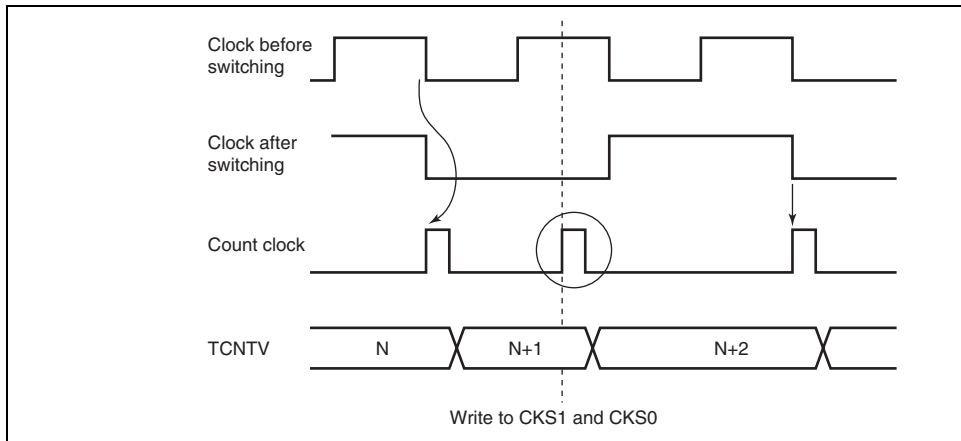 Clock before
switching
Clock after
switching
Count clock
TCNTV
N
N+1
N+2
Write to CKS1 and CKS0